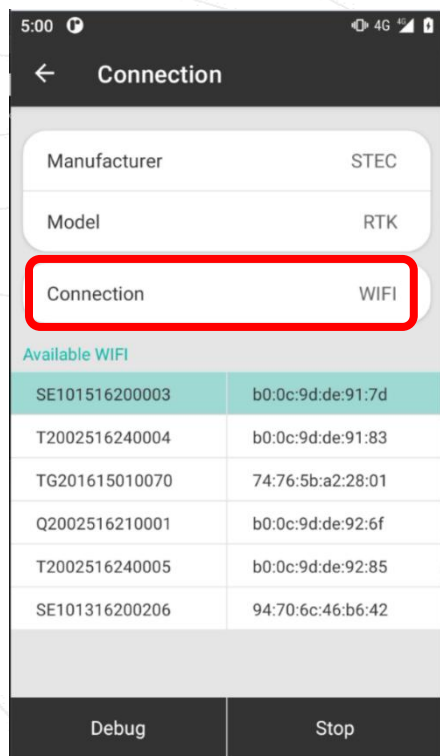 5:00 4G 4G
Connection
Manufacturer STEC
Model RTK
Connection WIFI
Available WIFI
SE101516200003 b0:0c:9d:de:91:7d
T2002516240004 b0:0c:9d:de:91:83
TG201615010070 74:76:5b:a2:28:01
Q2002516210001 b0:0c:9d:de:92:6f
T2002516240005 b0:0c:9d:de:92:85
SE101316200206 94:70:6c:46:b6:42
Debug Stop